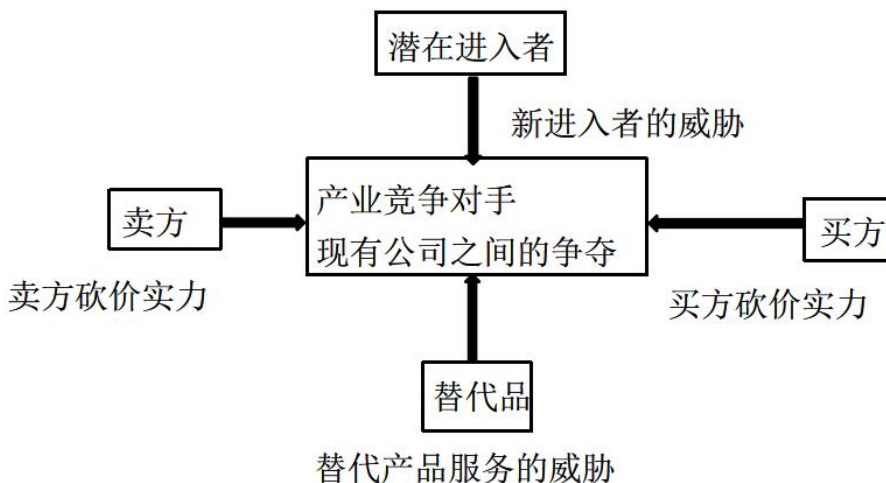 潜在进入者
新进入者的威胁
产业竞争对手
现有公司之间的争夺
卖方
买方
卖方砍价实力
买方砍价实力
替代品
替代产品服务的威胁